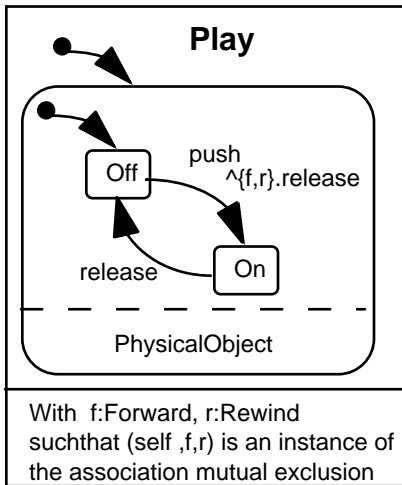 Play
push
^{f,r}.release
Off
On
release
PhysicalObject
With f:Forward, r:Rewind
suchthat (self ,f,r) is an instance of
the association mutual exclusion